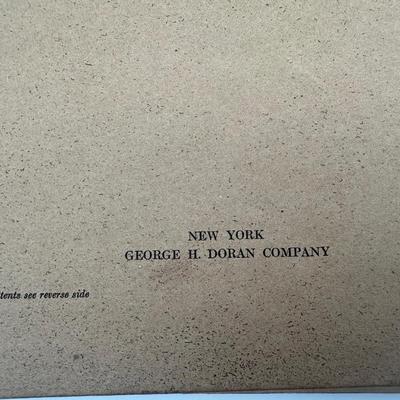 NEW YORK
GEORGE H. DORAN COMPANY
tents see reverse side